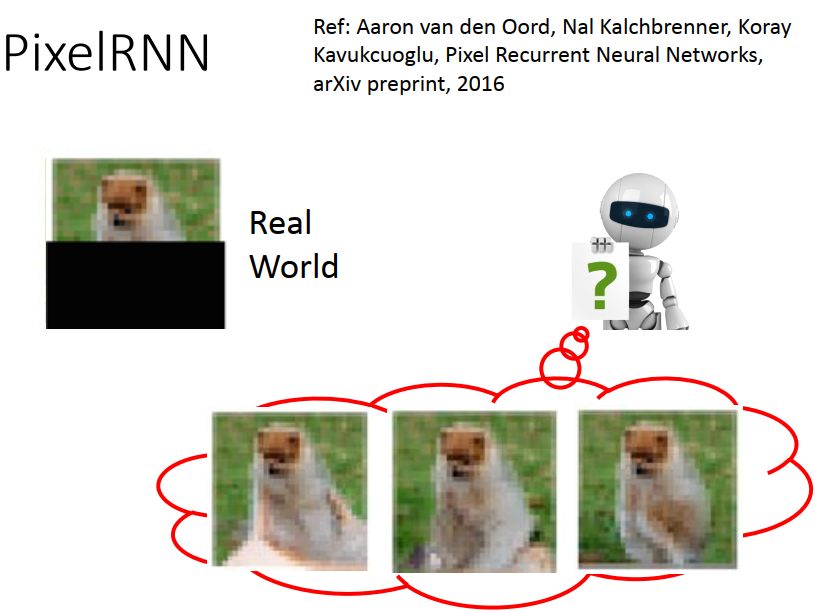 PixelRNN
Ref: Aaron van den Oord, Nal Kalchbrenner, Koray
Kavukcuoglu, Pixel Recurrent Neural Networks,
arXiv preprint, 2016
Real
World
?